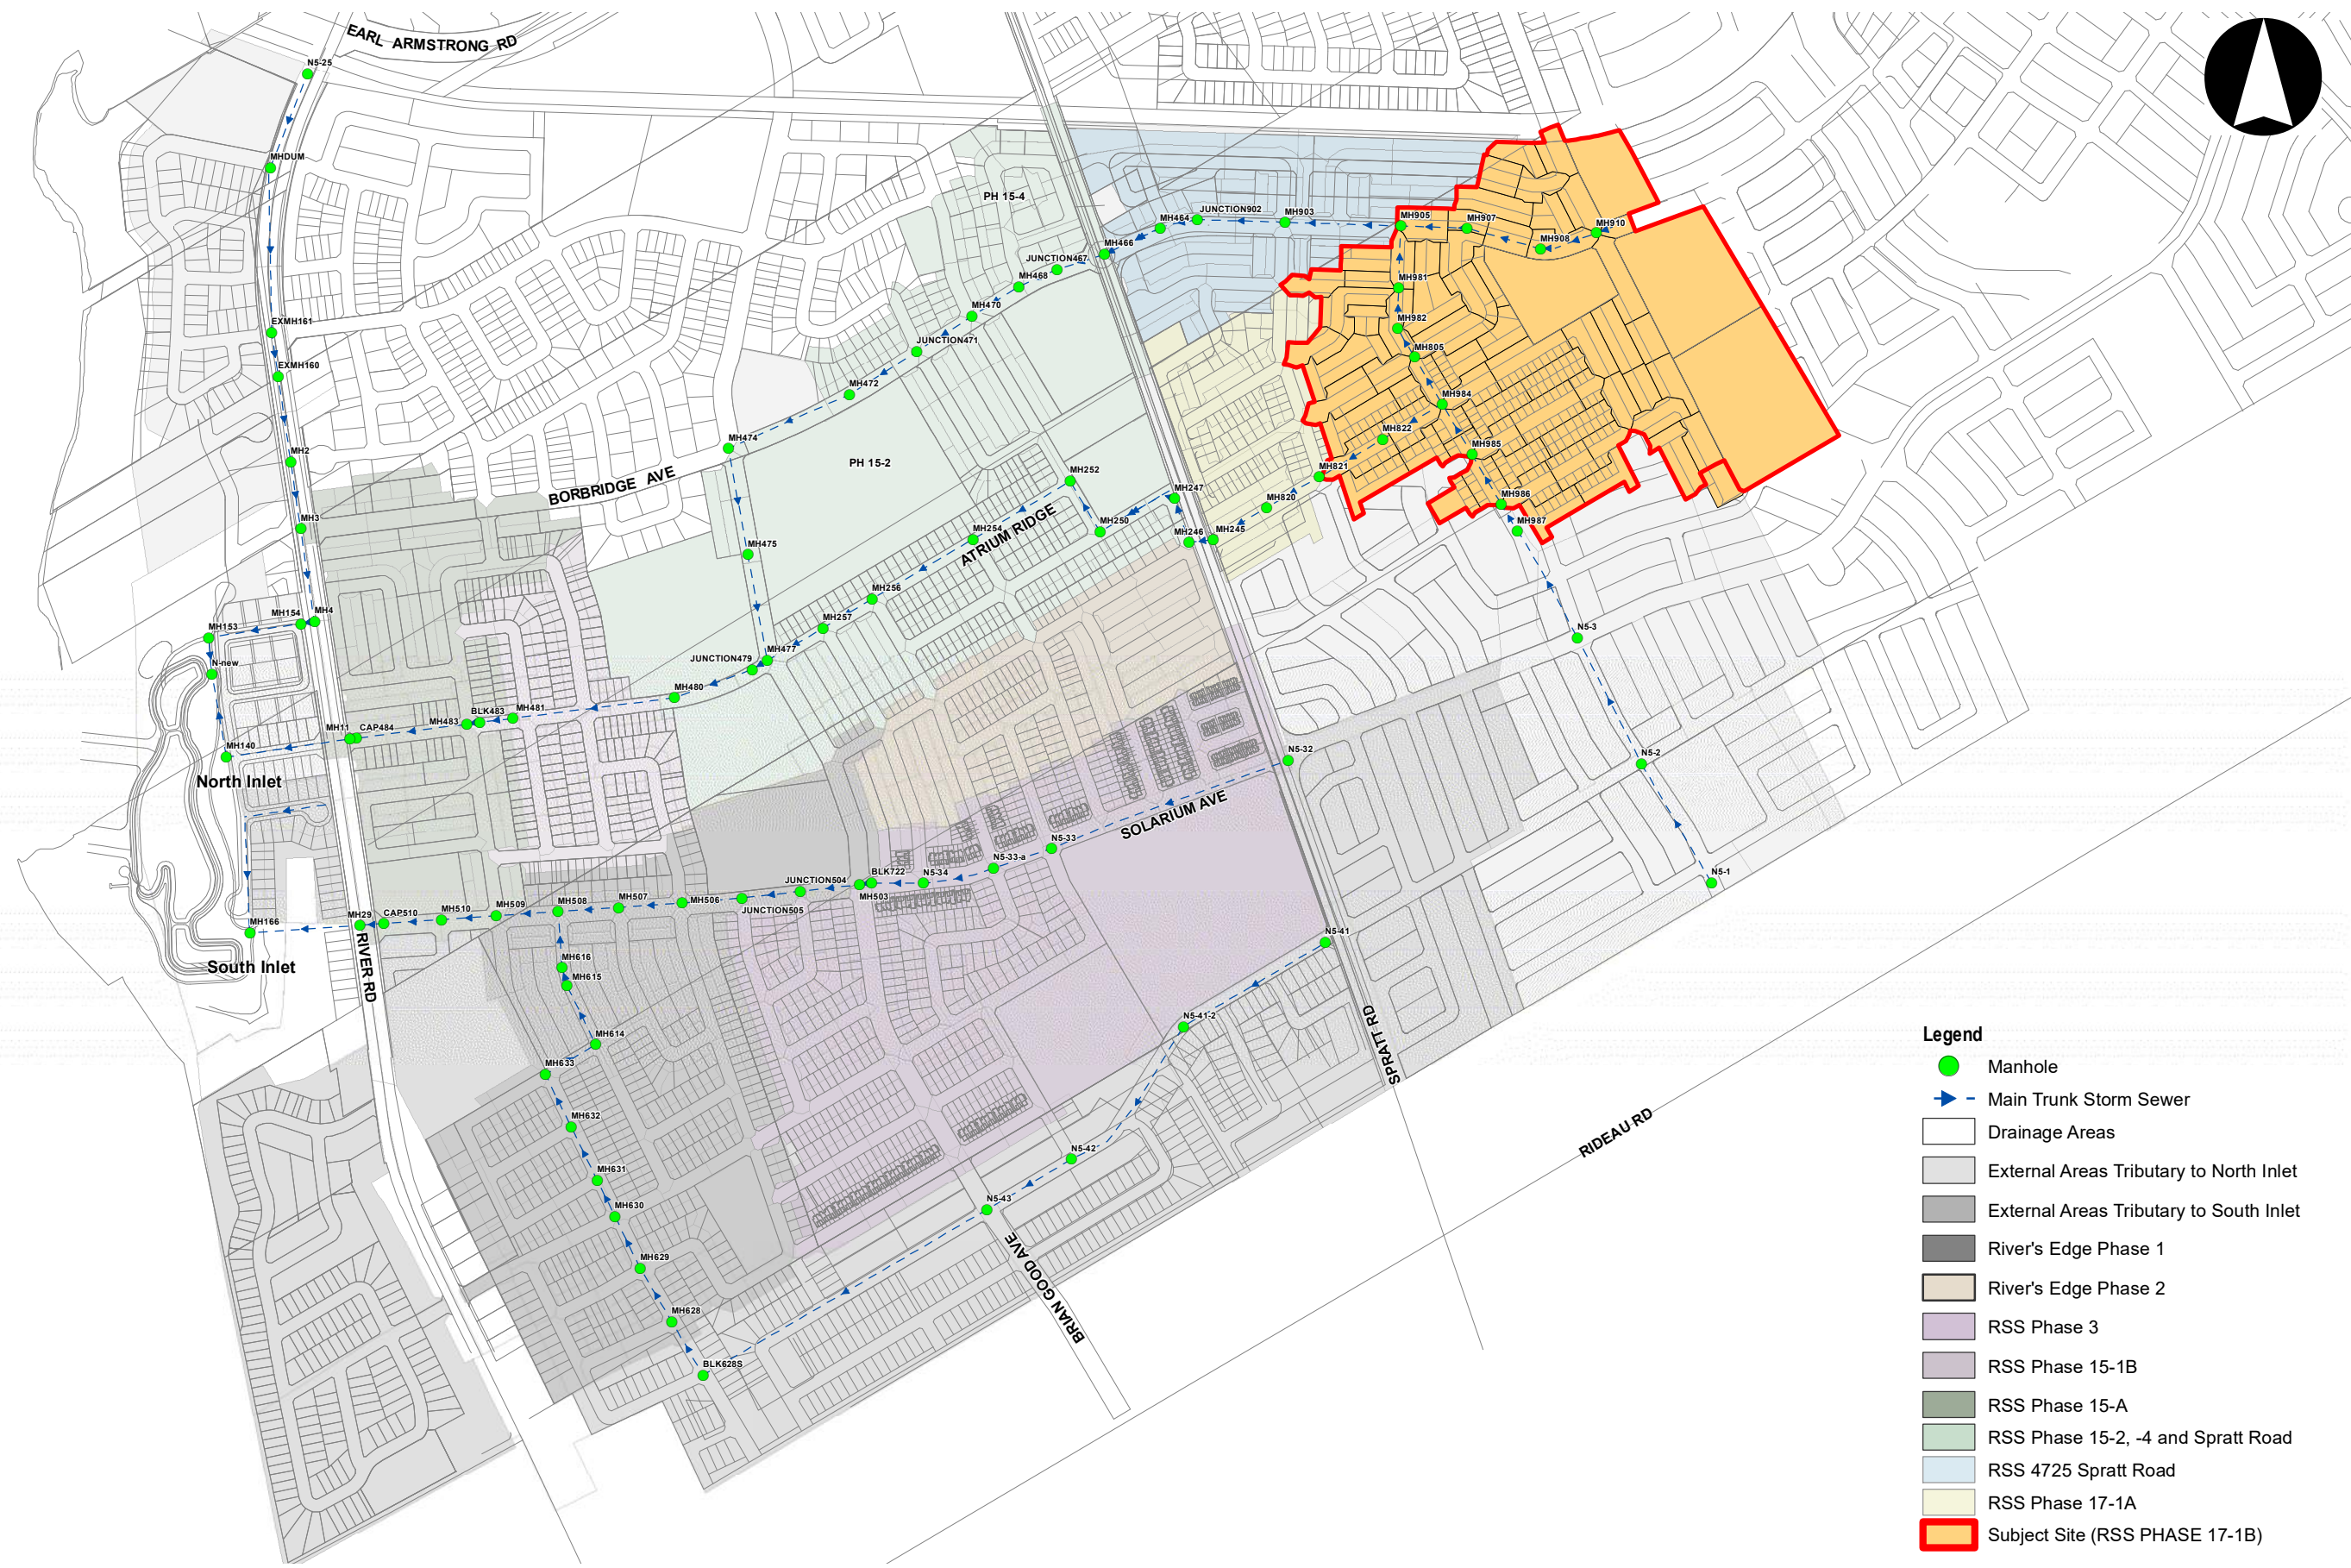 EARL ARMSTRONG RD
N5-25
MHDUM
PH 15-4
MH464
JUNCTION902
MH903
MH905
MH907
MH910
MH908
MH466
JUNCTION467
MH468
MH981
MH470
MH982
EXMH161
JUNCTION471
MH805
EXMH160
MH472
MH984
MH474
MH822
MH2
PH 15-2
MH985
MH821
BORBRIDGE AVE
MH252
MH247
MH820
MH986
MH3
MH254
ATRIUM RIDGE
MH250
MH246
MH245
MH987
MH475
MH256
MH154
MH4
MH153
MH257
N5-3
N-new
JUNCTION479
MH477
MH480
MH11
CAP484
MH483
BLK483
MH481
MH140
N5-32
N5-2
North Inlet
SOLARIUM AVE
N5-33
N5-33-a
N5-34
BLK722
JUNCTION504
MH503
N5-1
MH166
MH29
CAP510
MH510
MH509
MH508
MH507
MH506
JUNCTION505
South Inlet
RIVER RD
N5-41
MH616
MH615
N5-41-2
SPRATT RD
MH614
MH633
MH632
RIDEAU RD
N5-42
MH631
N5-43
MH630
BRIAN GOOD AVE
MH629
MH628
BLK628S
Legend
Manhole
Main Trunk Storm Sewer
Drainage Areas
External Areas Tributary to North Inlet
External Areas Tributary to South Inlet
River's Edge Phase 1
River's Edge Phase 2
RSS Phase 3
RSS Phase 15-1B
RSS Phase 15-A
RSS Phase 15-2, -4 and Spratt Road
RSS 4725 Spratt Road
RSS Phase 17-1A
Subject Site (RSS PHASE 17-1B)